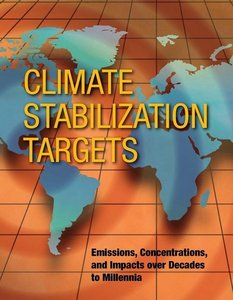 CLIMATE
STABILIZATION
TARGETS
Emissions, Concentrations,
and Impacts over Decades
to Millennia